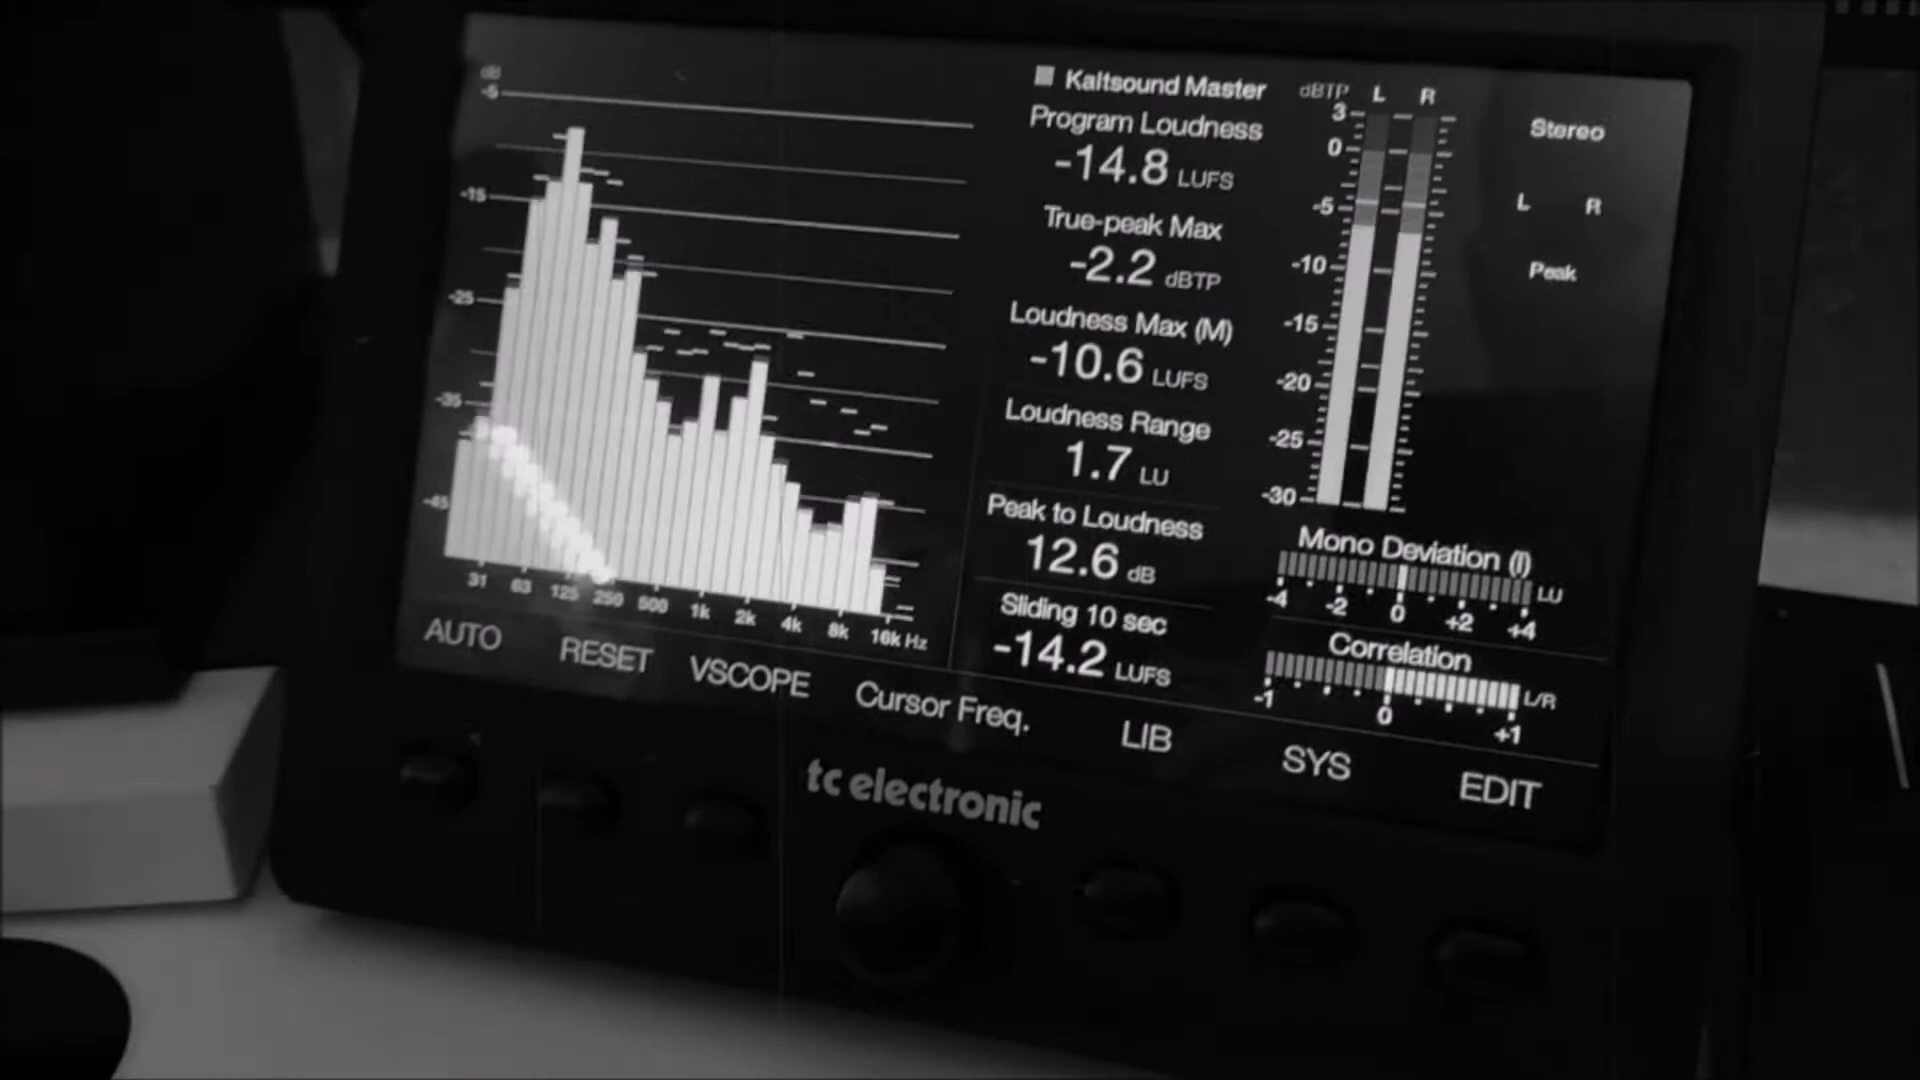 dB
-5
-15
-25
-35
-45
31 63 125 250 500 1k 2k 4k 8k 16k Hz
Kaltsound Master
Program Loudness
-14.8 LUFS
True-peak Max
-2.2 dBTP
Loudness Max (M)
-10.6 LUFS
Loudness Range
1.7 LU
Peak to Loudness
12.6 dB
Sliding 10 sec
-14.2 LUFS
dBTP L R
3
0
-5
-10
-15
-20
-25
-30
Stereo
L R
Peak
Mono Deviation (I)
LU
-4 -2 0 +2 +4
Correlation
L/R
-1 0 +1
AUTO RESET VSCOPE Cursor Freq. LIB SYS EDIT
tc electronic